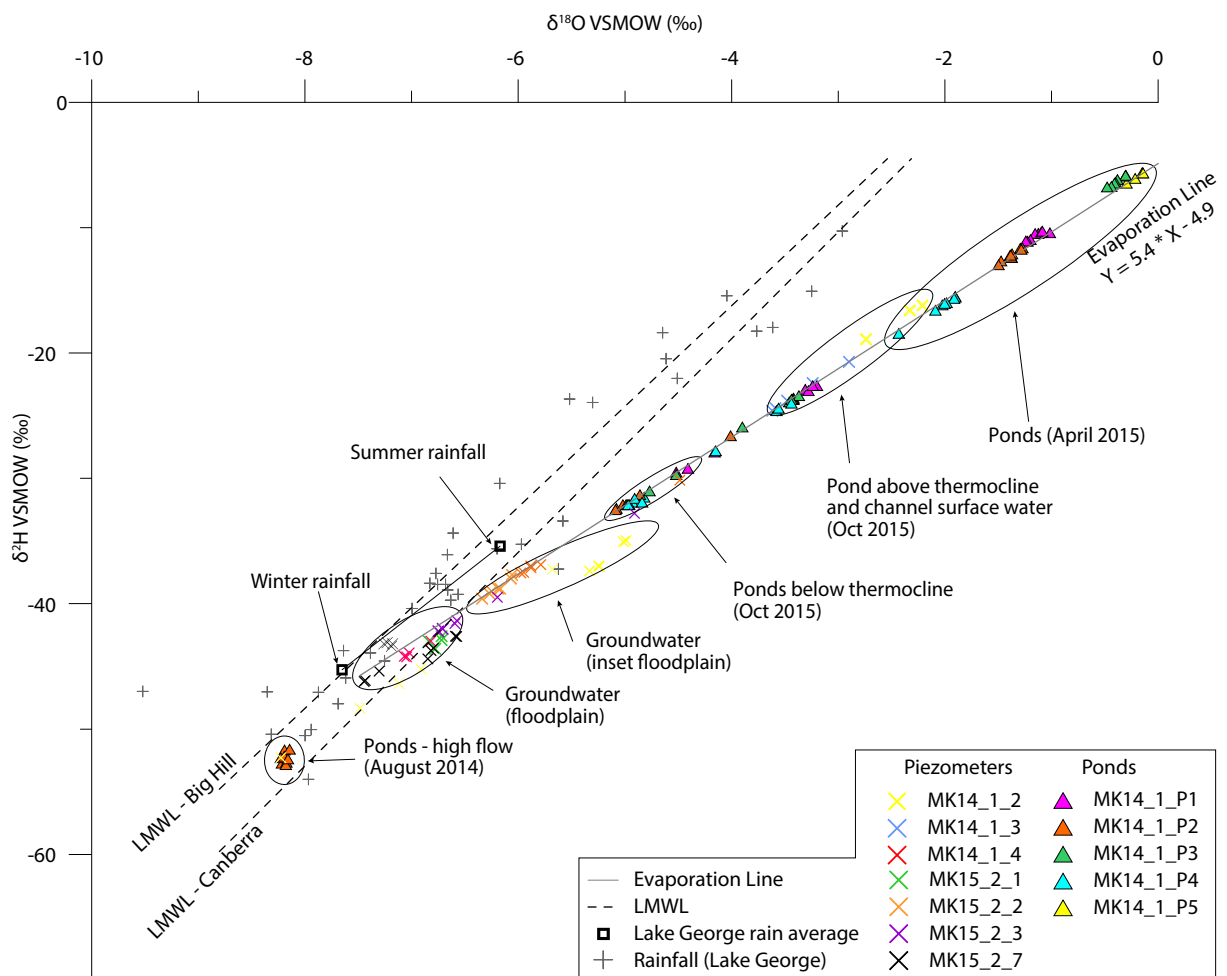 δ¹⁸O VSMOW (‰)
-10 -8 -6 -4 -2 0
0
-20
-40
-60
δ²H VSMOW (‰)
Evaporation Line
Y = 5.4 * X - 4.9
Ponds (April 2015)
Summer rainfall
Pond above thermocline
and channel surface water
(Oct 2015)
Winter rainfall
Ponds below thermocline
(Oct 2015)
Groundwater
(inset floodplain)
Groundwater
(floodplain)
Ponds - high flow
(August 2014)
LMWL - Big Hill
LMWL - Canberra
Evaporation Line
LMWL
Lake George rain average
Rainfall (Lake George)
Piezometers
MK14_1_2
MK14_1_3
MK14_1_4
MK15_2_1
MK15_2_2
MK15_2_3
MK15_2_7
Ponds
MK14_1_P1
MK14_1_P2
MK14_1_P3
MK14_1_P4
MK14_1_P5